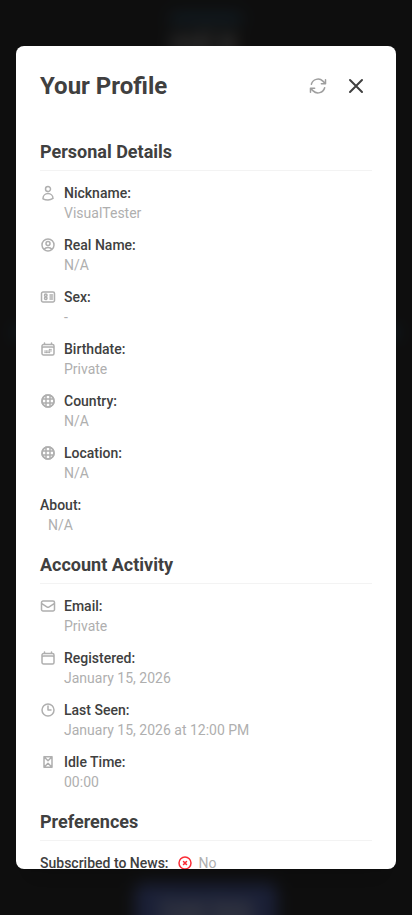 Your Profile
Personal Details
Nickname:
VisualTester
Real Name:
N/A
Sex:
-
Birthdate:
Private
Country:
N/A
Location:
N/A
About:
N/A
Account Activity
Email:
Private
Registered:
January 15, 2026
Last Seen:
January 15, 2026 at 12:00 PM
Idle Time:
00:00
Preferences
Subscribed to News: No